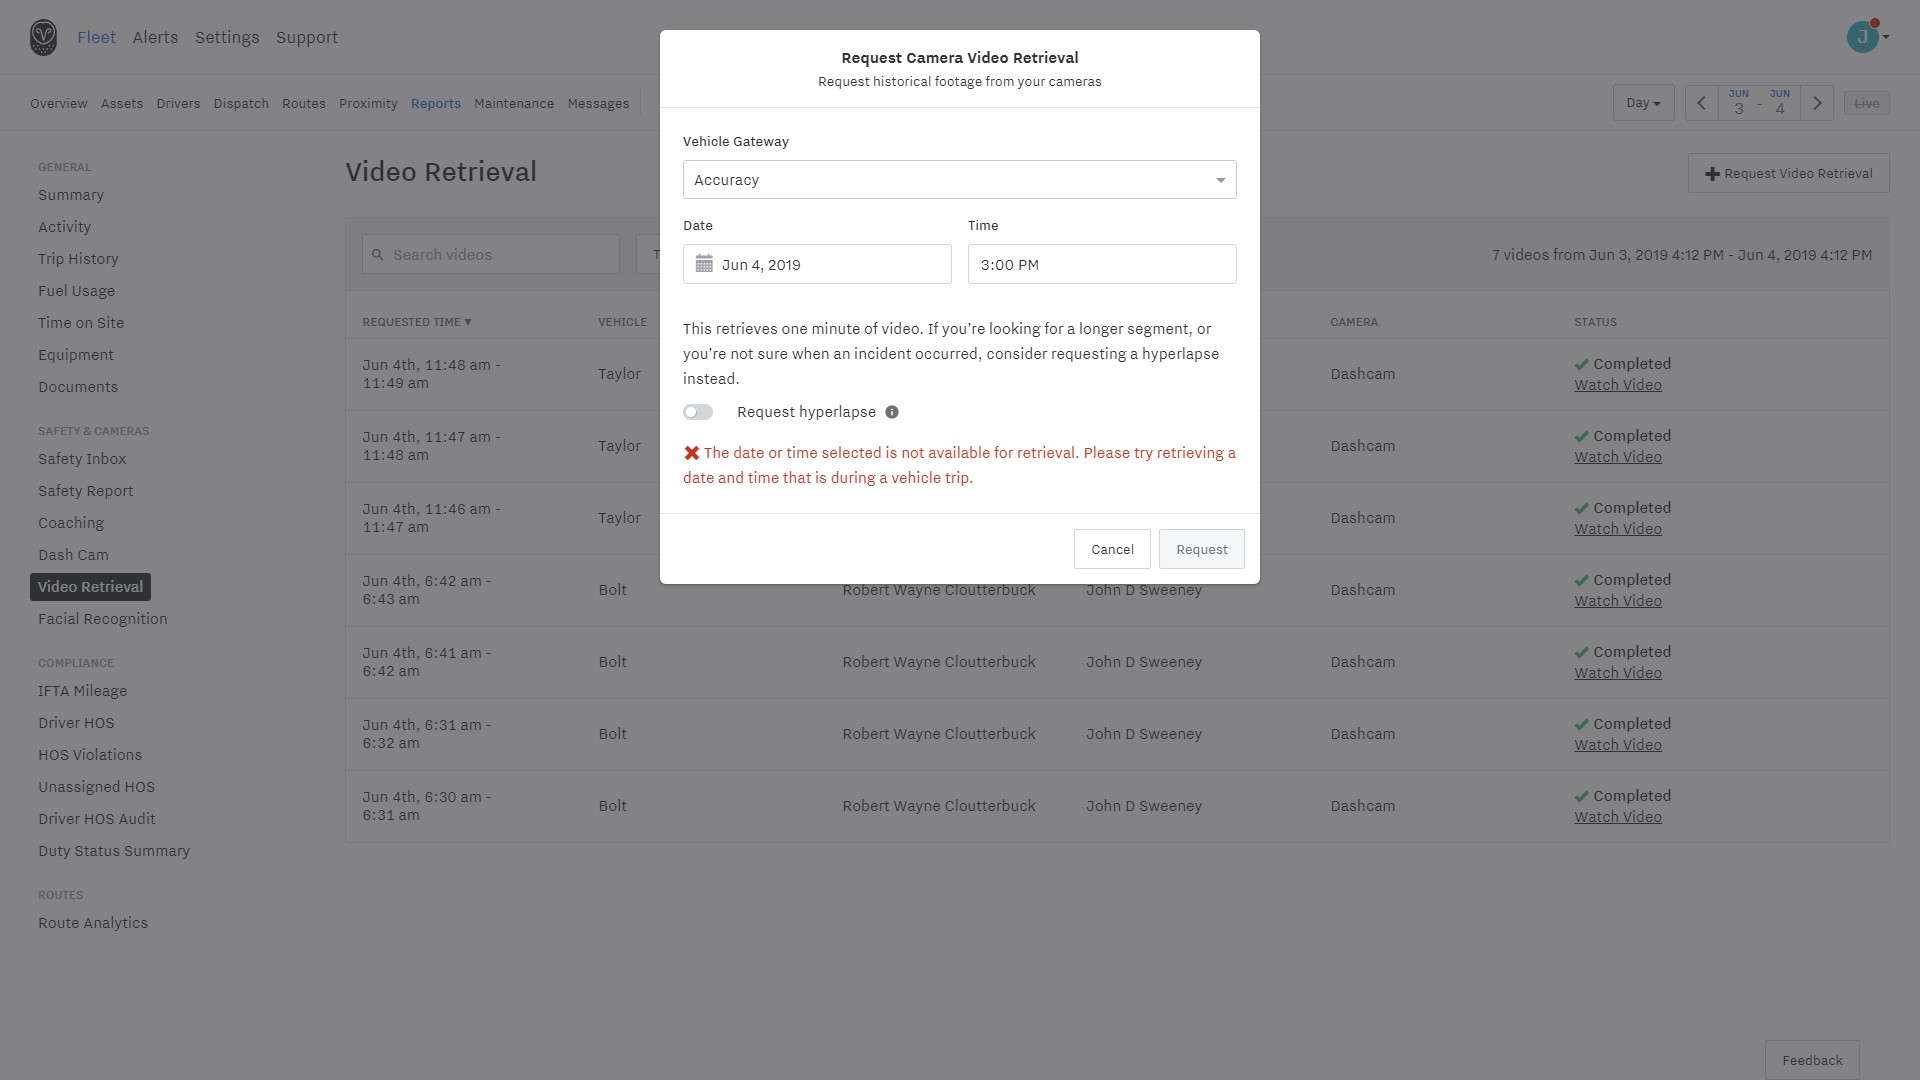 Fleet Alerts Settings Support
J
Overview Assets Drivers Dispatch Routes Proximity Reports Maintenance Messages
Day
JUN 3 - JUN 4
Live
GENERAL
Summary
Activity
Trip History
Fuel Usage
Time on Site
Equipment
Documents
SAFETY & CAMERAS
Safety Inbox
Safety Report
Coaching
Dash Cam
Video Retrieval
Facial Recognition
COMPLIANCE
IFTA Mileage
Driver HOS
HOS Violations
Unassigned HOS
Driver HOS Audit
Duty Status Summary
ROUTES
Route Analytics
Video Retrieval
Request Video Retrieval
Search videos
T
7 videos from Jun 3, 2019 4:12 PM - Jun 4, 2019 4:12 PM
REQUESTED TIME ▼ VEHICLE CAMERA STATUS
Jun 4th, 11:48 am -
11:49 am
Taylor Dashcam
Completed
Watch Video
Jun 4th, 11:47 am -
11:48 am
Taylor Dashcam
Completed
Watch Video
Jun 4th, 11:46 am -
11:47 am
Taylor Dashcam
Completed
Watch Video
Jun 4th, 6:42 am -
6:43 am
Bolt Robert Wayne Cloutterbuck John D Sweeney Dashcam
Completed
Watch Video
Jun 4th, 6:41 am -
6:42 am
Bolt Robert Wayne Cloutterbuck John D Sweeney Dashcam
Completed
Watch Video
Jun 4th, 6:31 am -
6:32 am
Bolt Robert Wayne Cloutterbuck John D Sweeney Dashcam
Completed
Watch Video
Jun 4th, 6:30 am -
6:31 am
Bolt Robert Wayne Cloutterbuck John D Sweeney Dashcam
Completed
Watch Video
Request Camera Video Retrieval
Request historical footage from your cameras
Vehicle Gateway
Accuracy
Date Time
Jun 4, 2019 3:00 PM
This retrieves one minute of video. If you're looking for a longer segment, or
you're not sure when an incident occurred, consider requesting a hyperlapse
instead.
Request hyperlapse
The date or time selected is not available for retrieval. Please try retrieving a
date and time that is during a vehicle trip.
Cancel Request
Feedback